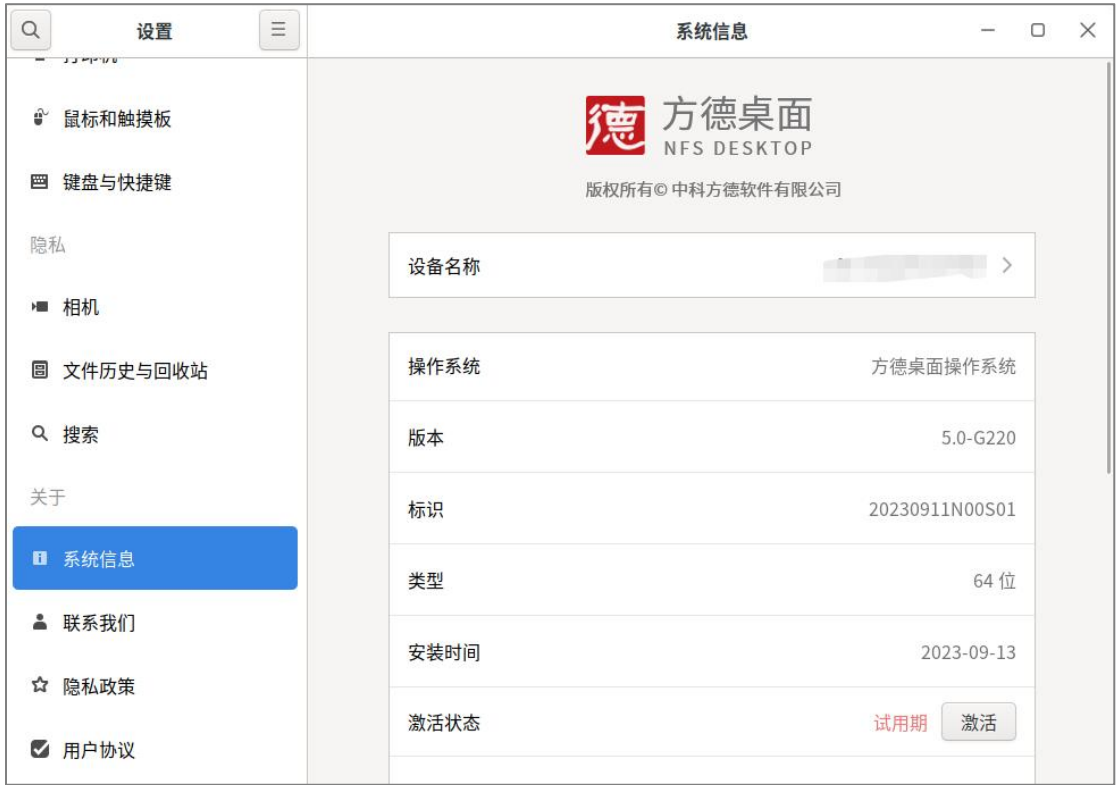 设置
系统信息
鼠标和触摸板
键盘与快捷键
隐私
相机
文件历史与回收站
搜索
关于
系统信息
联系我们
隐私政策
用户协议
德
方德桌面
NFS DESKTOP
版权所有© 中科方德软件有限公司
设备名称
操作系统 方德桌面操作系统
版本 5.0-G220
标识 20230911N00S01
类型 64 位
安装时间 2023-09-13
激活状态 试用期 激活